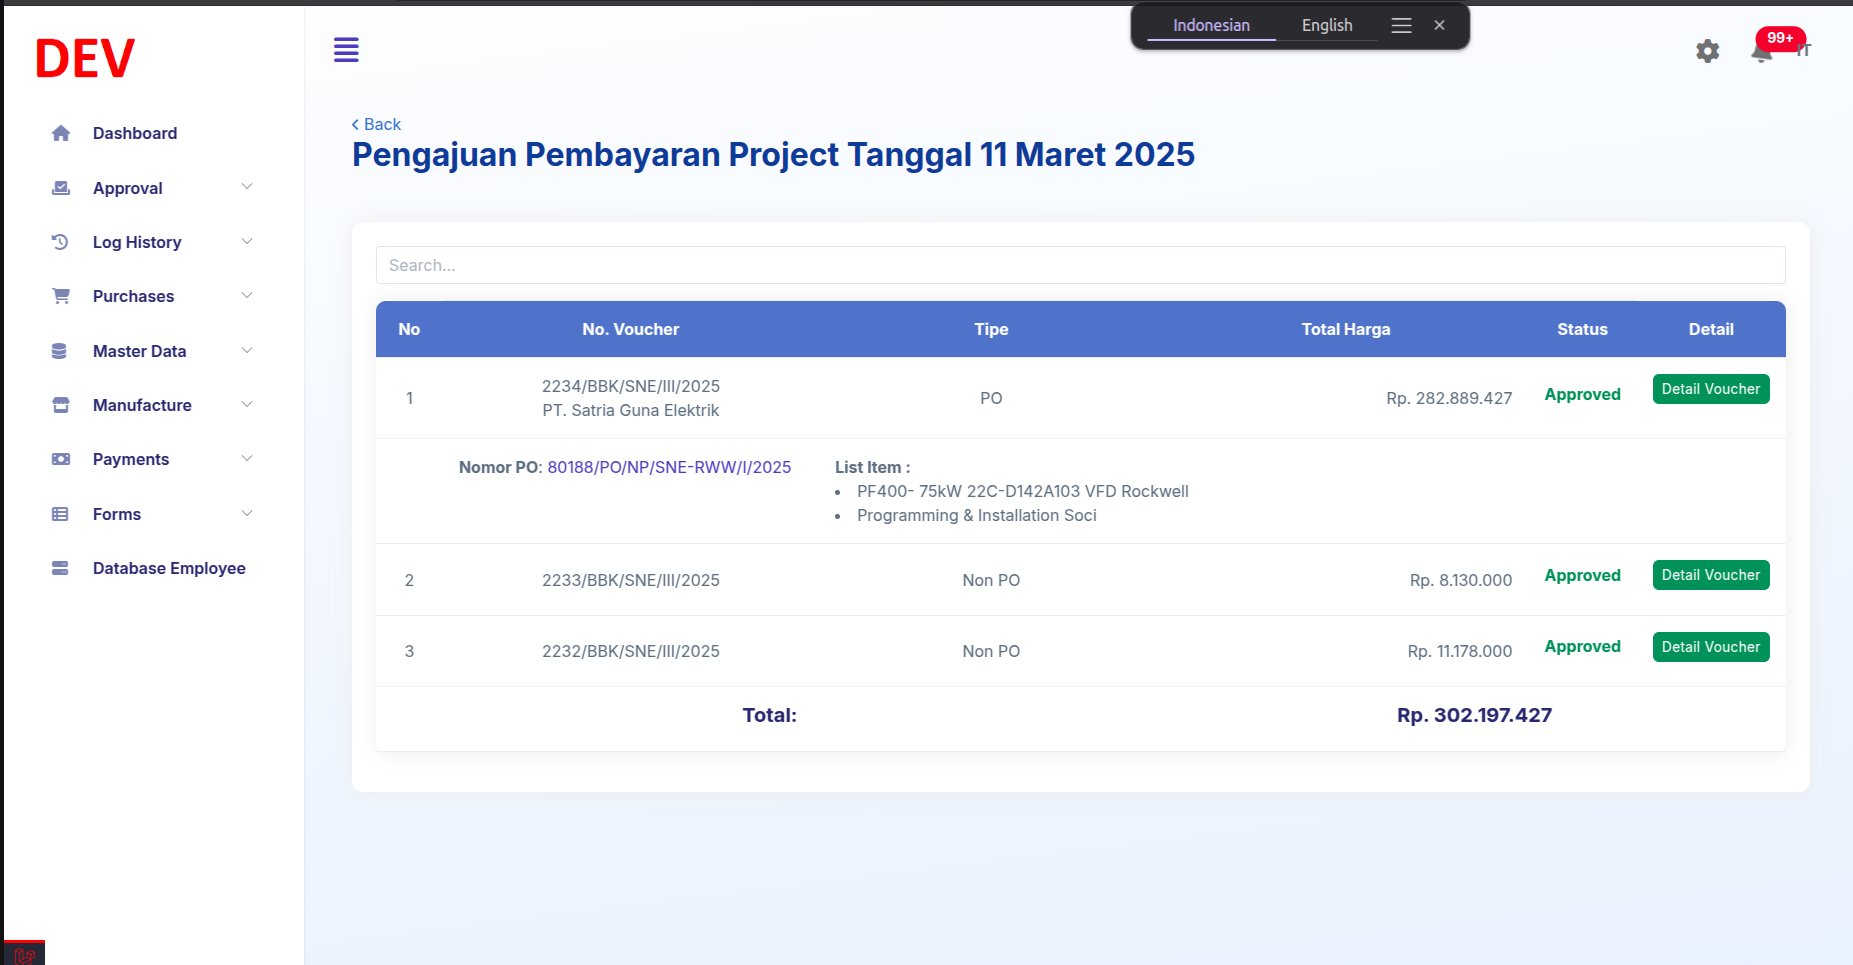 Indonesian English
DEV
99+
IT
Dashboard
Approval
Log History
Purchases
Master Data
Manufacture
Payments
Forms
Database Employee
Back
Pengajuan Pembayaran Project Tanggal 11 Maret 2025
Search...
No No. Voucher Tipe Total Harga Status Detail
1 2234/BBK/SNE/III/2025 PO Rp. 282.889.427 Approved Detail Voucher
PT. Satria Guna Elektrik
Nomor PO: 80188/PO/NP/SNE-RWW/I/2025 List Item :
• PF400- 75kW 22C-D142A103 VFD Rockwell
• Programming & Installation Soci
2 2233/BBK/SNE/III/2025 Non PO Rp. 8.130.000 Approved Detail Voucher
3 2232/BBK/SNE/III/2025 Non PO Rp. 11.178.000 Approved Detail Voucher
Total: Rp. 302.197.427